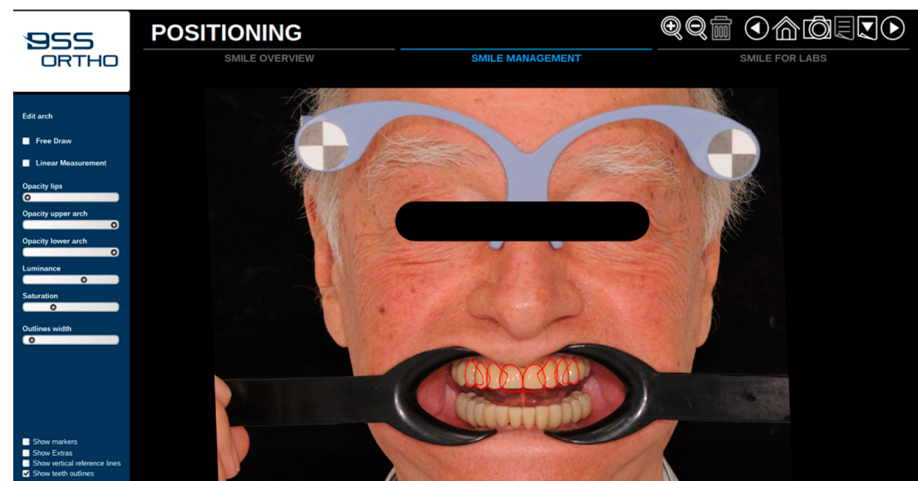 DSS
ORTHO
POSITIONING
SMILE OVERVIEW
SMILE MANAGEMENT
SMILE FOR LABS
Edit arch
Free Draw
Linear Measurement
Opacity lips
Opacity upper arch
Opacity lower arch
Luminance
Saturation
Outlines width
Show markers
Show Extras
Show vertical reference lines
Show teeth outlines